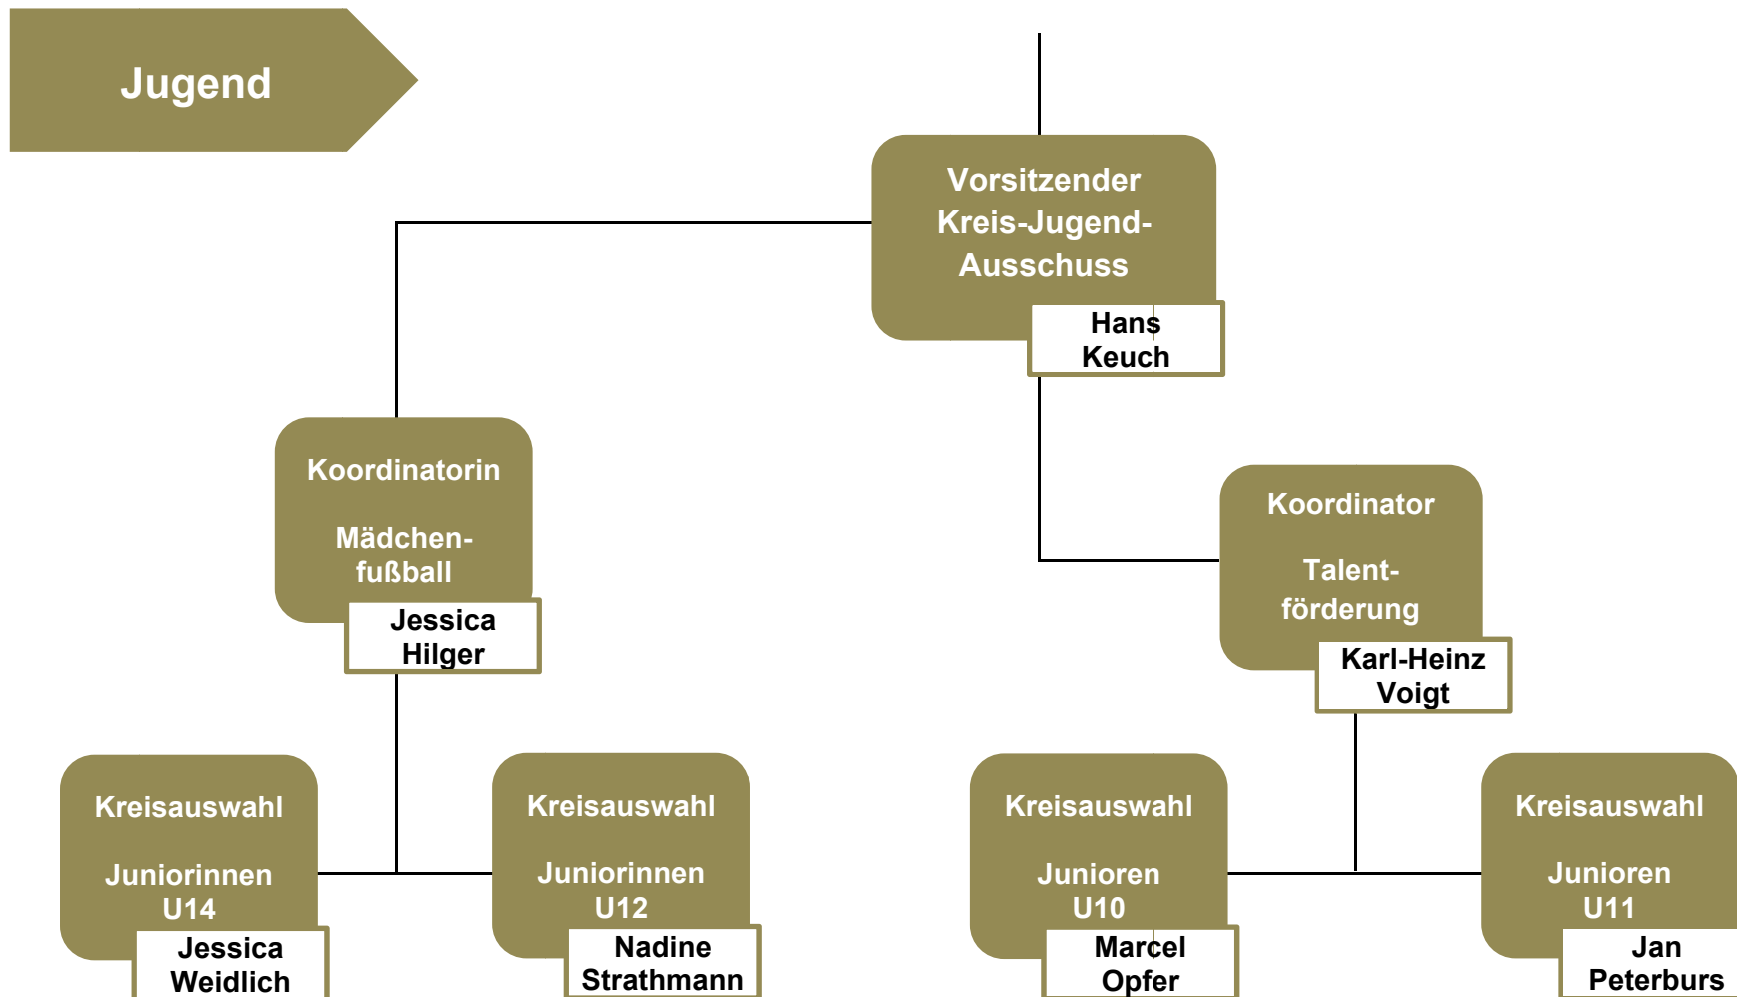 Jugend
Vorsitzender
Kreis-Jugend-
Ausschuss
Hans
Keuch
Koordinatorin
Mädchen-
fußball
Jessica
Hilger
Koordinator
Talent-
förderung
Karl-Heinz
Voigt
Kreisauswahl
Juniorinnen
U14
Jessica
Weidlich
Kreisauswahl
Juniorinnen
U12
Nadine
Strathmann
Kreisauswahl
Junioren
U10
Marcel
Opfer
Kreisauswahl
Junioren
U11
Jan
Peterburs